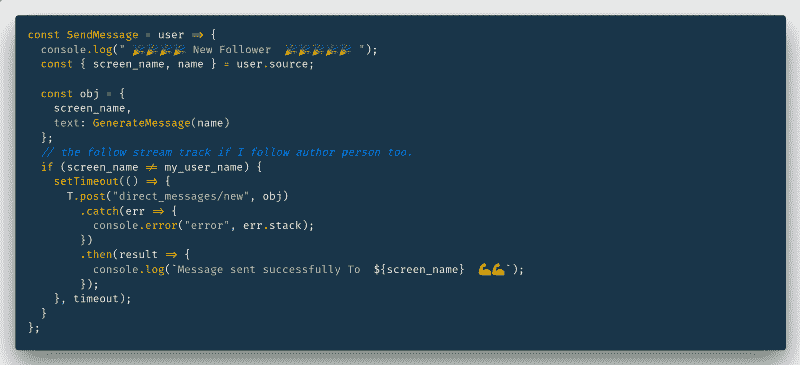 const SendMessage = user => {
  console.log(" 🎉🎉🎉🎉 New Follower  🎉🎉🎉🎉🎉 ");
  const { screen_name, name } = user.source;

  const obj = {
    screen_name,
    text: GenerateMessage(name)
  };
  // the follow stream track if I follow author person too.
  if (screen_name != my_user_name) {
    setTimeout(() => {
      T.post("direct_messages/new", obj)
        .catch(err => {
          console.error("error", err.stack);
        })
        .then(result => {
          console.log(`Message sent successfully To  ${screen_name}  💪💪`);
        });
    }, timeout);
  }
};